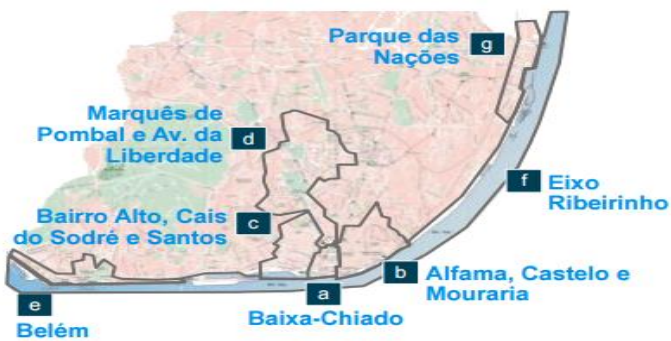 Parque das
Nações
g
Marquês de
Pombal e Av. da
Liberdade
d
f
Eixo
Ribeirinho
Bairro Alto, Cais
do Sodré e Santos
c
b
Alfama, Castelo e
Mouraria
a
Baixa-Chiado
e
Belém